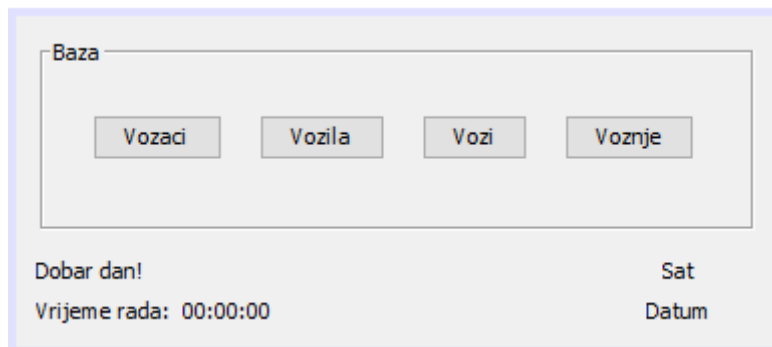 Baza
Vozaci Vozila Vozi Voznje
Dobar dan! Sat
Vrijeme rada: 00:00:00 Datum